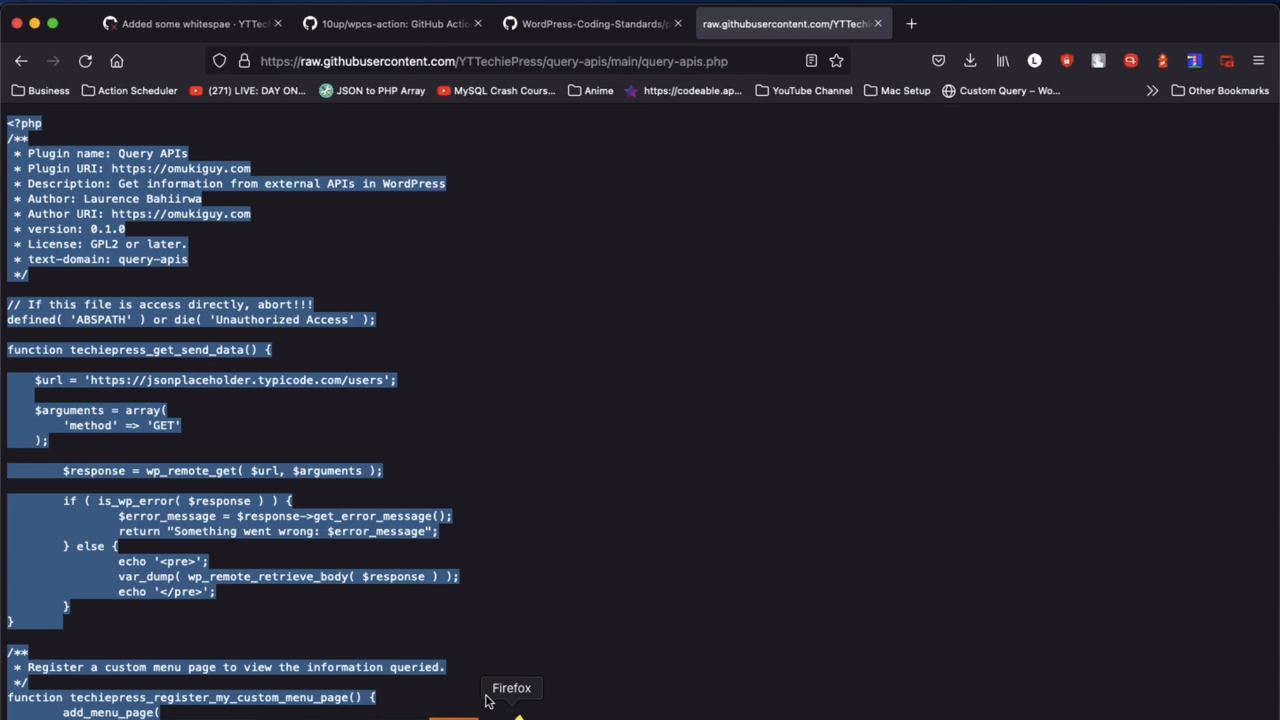 Added some whitespae - YTTec
10up/wpcs-action: GitHub Actio
WordPress-Coding-Standards/p
raw.githubusercontent.com/YTTechi
https://raw.githubusercontent.com/YTTechiePress/query-apis/main/query-apis.php
L
Business
Action Scheduler
(271) LIVE: DAY ON...
JSON to PHP Array
MySQL Crash Cours...
Anime
https://codeable.ap...
YouTube Channel
Mac Setup
Custom Query – Wo...
Other Bookmarks
<?php
/**
 * Plugin name: Query APIs
 * Plugin URI: https://omukiguy.com
 * Description: Get information from external APIs in WordPress
 * Author: Laurence Bahiirwa
 * Author URI: https://omukiguy.com
 * version: 0.1.0
 * License: GPL2 or later.
 * text-domain: query-apis
 */
// If this file is access directly, abort!!!
defined( 'ABSPATH' ) or die( 'Unauthorized Access' );
function techiepress_get_send_data() {
    $url = 'https://jsonplaceholder.typicode.com/users';
    $arguments = array(
        'method' => 'GET'
    );
	$response = wp_remote_get( $url, $arguments );
	if ( is_wp_error( $response ) ) {
		$error_message = $response->get_error_message();
		return "Something went wrong: $error_message";
	} else {
		echo '<pre>';
		var_dump( wp_remote_retrieve_body( $response ) );
		echo '</pre>';
	}
}
/**
 * Register a custom menu page to view the information queried.
 */
function techiepress_register_my_custom_menu_page() {
	add_menu_page(
Firefox